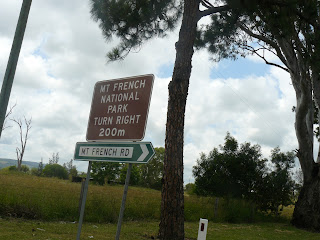 MT FRENCH
NATIONAL
PARK
TURN RIGHT
200m
MT FRENCH RD